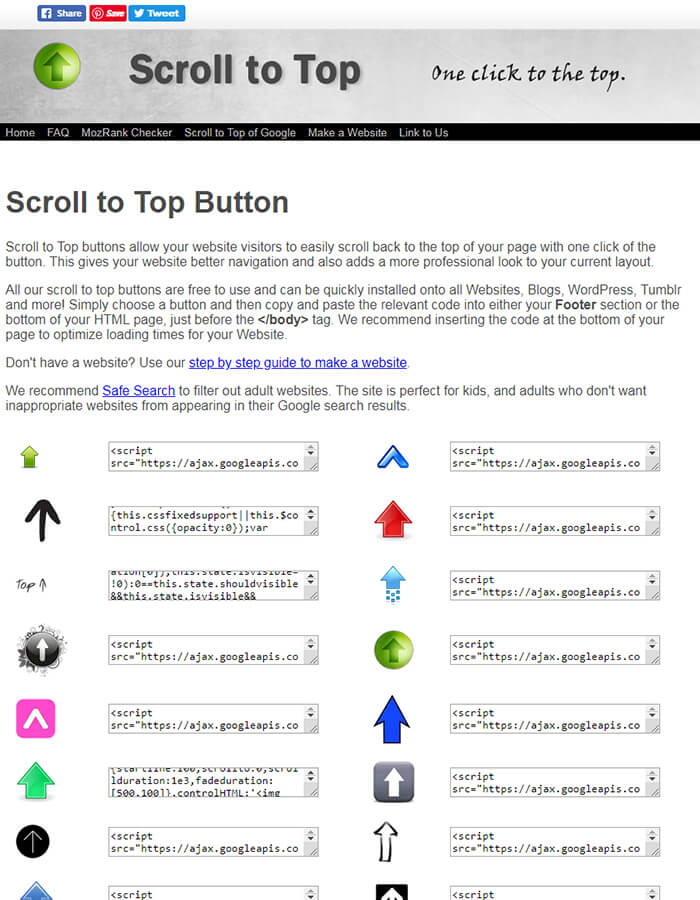 Share Save Tweet
Scroll to Top One click to the top.
Home FAQ MozRank Checker Scroll to Top of Google Make a Website Link to Us
Scroll to Top Button
Scroll to Top buttons allow your website visitors to easily scroll back to the top of your page with one click of the
button. This gives your website better navigation and also adds a more professional look to your current layout.
All our scroll to top buttons are free to use and can be quickly installed onto all Websites, Blogs, WordPress, Tumblr
and more! Simply choose a button and then copy and paste the relevant code into either your Footer section or the
bottom of your HTML page, just before the </body> tag. We recommend inserting the code at the bottom of your
page to optimize loading times for your Website.
Don't have a website? Use our step by step guide to make a website.
We recommend Safe Search to filter out adult websites. The site is perfect for kids, and adults who don't want
inappropriate websites from appearing in their Google search results.
<script <script
src="https://ajax.googleapis.co src="https://ajax.googleapis.co
{this.cssfixedsupport||this.$co <script
ntrol.css({opacity:0});var src="https://ajax.googleapis.co
Top
!0):0==this.state.shouldvisible <script
&&this.state.isvisible&& src="https://ajax.googleapis.co
<script <script
src="https://ajax.googleapis.co src="https://ajax.googleapis.co
<script <script
src="https://ajax.googleapis.co src="https://ajax.googleapis.co
{startline:100,scrollto:0,scrol <script
lduration:1e3,fadeduration: src="https://ajax.googleapis.co
[500,100]},controlHTML:'<img
<script <script
src="https://ajax.googleapis.co src="https://ajax.googleapis.co
<script <script